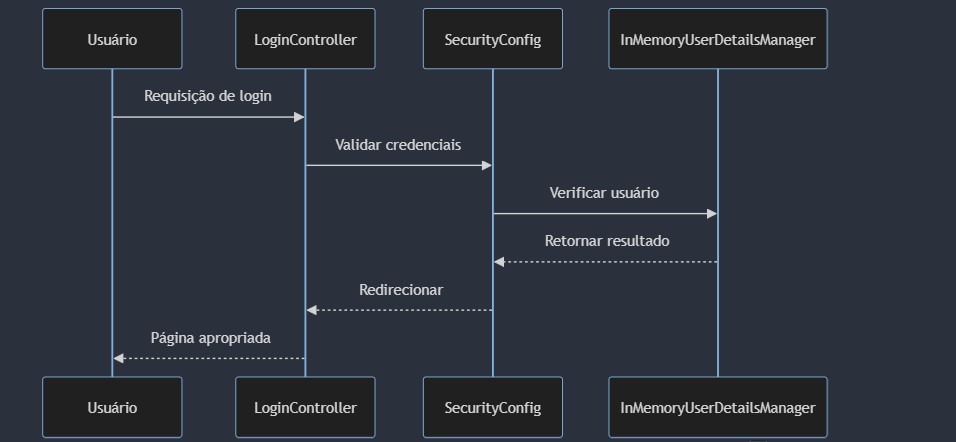 Usuário
LoginController
SecurityConfig
InMemoryUserDetailsManager
Requisição de login
Validar credenciais
Verificar usuário
Retornar resultado
Redirecionar
Página apropriada
Usuário
LoginController
SecurityConfig
InMemoryUserDetailsManager